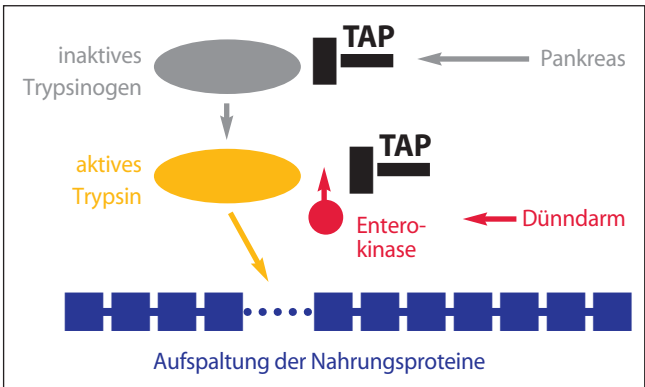 inaktives
Trypsinogen
TAP
Pankreas
aktives
Trypsin
TAP
Entero-
kinase
Dünndarm
Aufspaltung der Nahrungsproteine